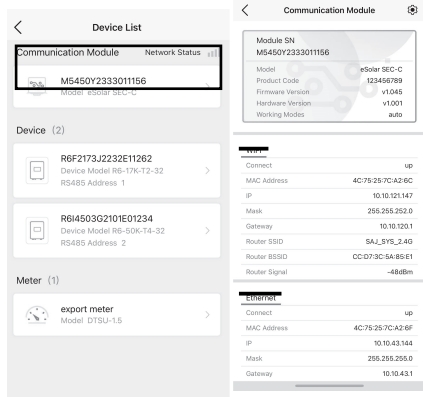 Device List
Communication Module Network Status
M5450Y2333011156
Model eSolar SEC-C
Device (2)
R6F2173J2232E11262
Device Model R6-17K-T2-32
RS485 Address 1
R6I4503G2101E01234
Device Model R6-50K-T4-32
RS485 Address 2
Meter (1)
export meter
Model DTSU-1.5
Communication Module
Module SN
M5450Y2333011156
Model eSolar SEC-C
Product Code 123456789
Firmware Version v1.045
Hardware Version v1.001
Working Modes auto
WIFI
Connect up
MAC Address 4C:75:25:7C:A2:6C
IP 10.10.121.147
Mask 255.255.252.0
Gateway 10.10.120.1
Router SSID SAJ_SYS_2.4G
Router BSSID CC:D7:3C:5A:85:E1
Router Signal -48dBm
Ethernet
Connect up
MAC Address 4C:75:25:7C:A2:6F
IP 10.10.43.144
Mask 255.255.255.0
Gateway 10.10.43.1